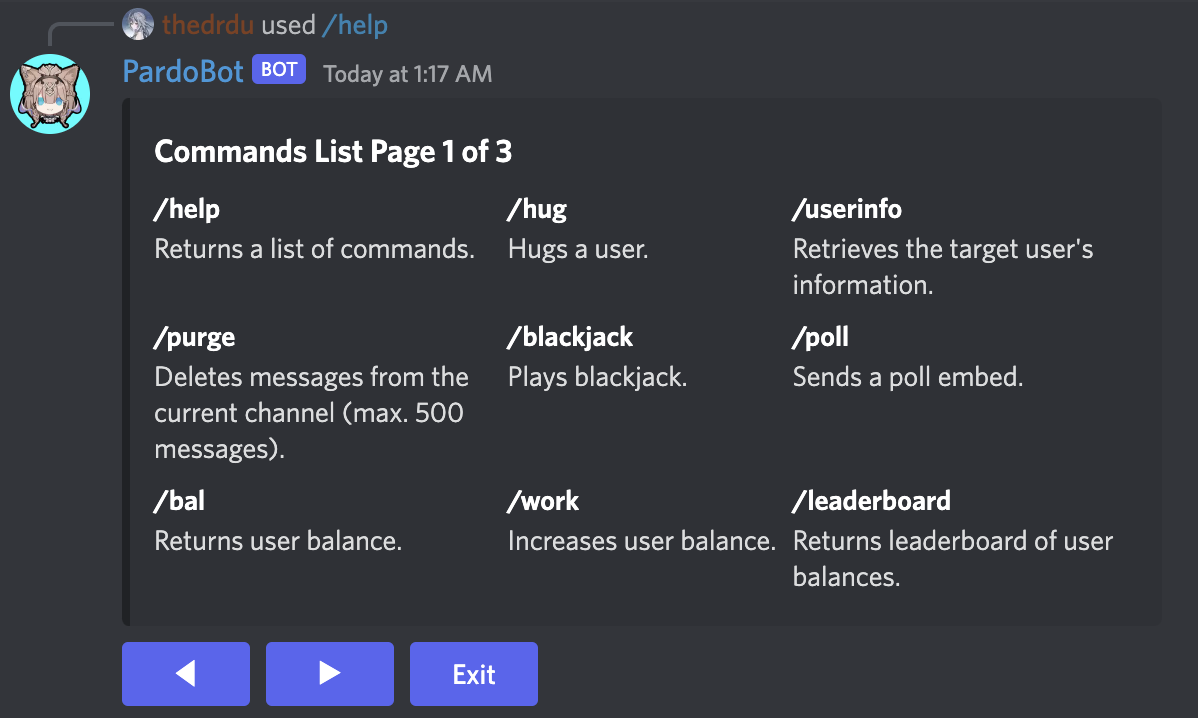 thedrdu used /help
PardoBot BOT Today at 1:17 AM
Commands List Page 1 of 3
/help
Returns a list of commands.
/hug
Hugs a user.
/userinfo
Retrieves the target user's
information.
/purge
Deletes messages from the
current channel (max. 500
messages).
/blackjack
Plays blackjack.
/poll
Sends a poll embed.
/bal
Returns user balance.
/work
Increases user balance.
/leaderboard
Returns leaderboard of user
balances.
Exit